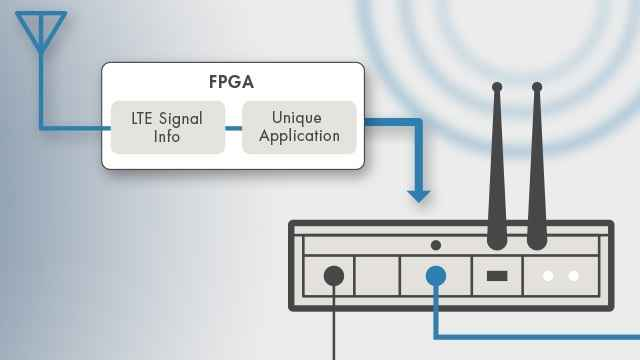 FPGA
LTE Signal
Info
Unique
Application